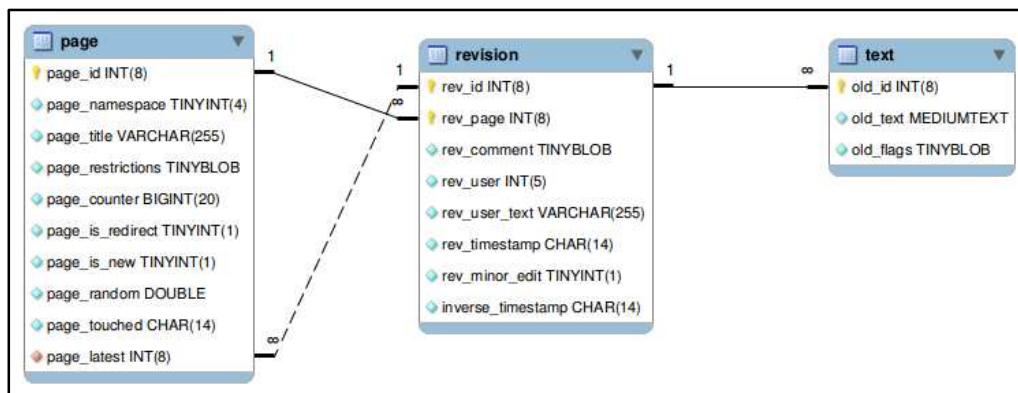 page
page_id INT(8)
page_namespace TINYINT(4)
page_title VARCHAR(255)
page_restrictions TINYBLOB
page_counter BIGINT(20)
page_is_redirect TINYINT(1)
page_is_new TINYINT(1)
page_random DOUBLE
page_touched CHAR(14)
page_latest INT(8)
1
∞
1
∞
revision
rev_id INT(8)
rev_page INT(8)
rev_comment TINYBLOB
rev_user INT(5)
rev_user_text VARCHAR(255)
rev_timestamp CHAR(14)
rev_minor_edit TINYINT(1)
inverse_timestamp CHAR(14)
1
∞
text
old_id INT(8)
old_text MEDIUMTEXT
old_flags TINYBLOB